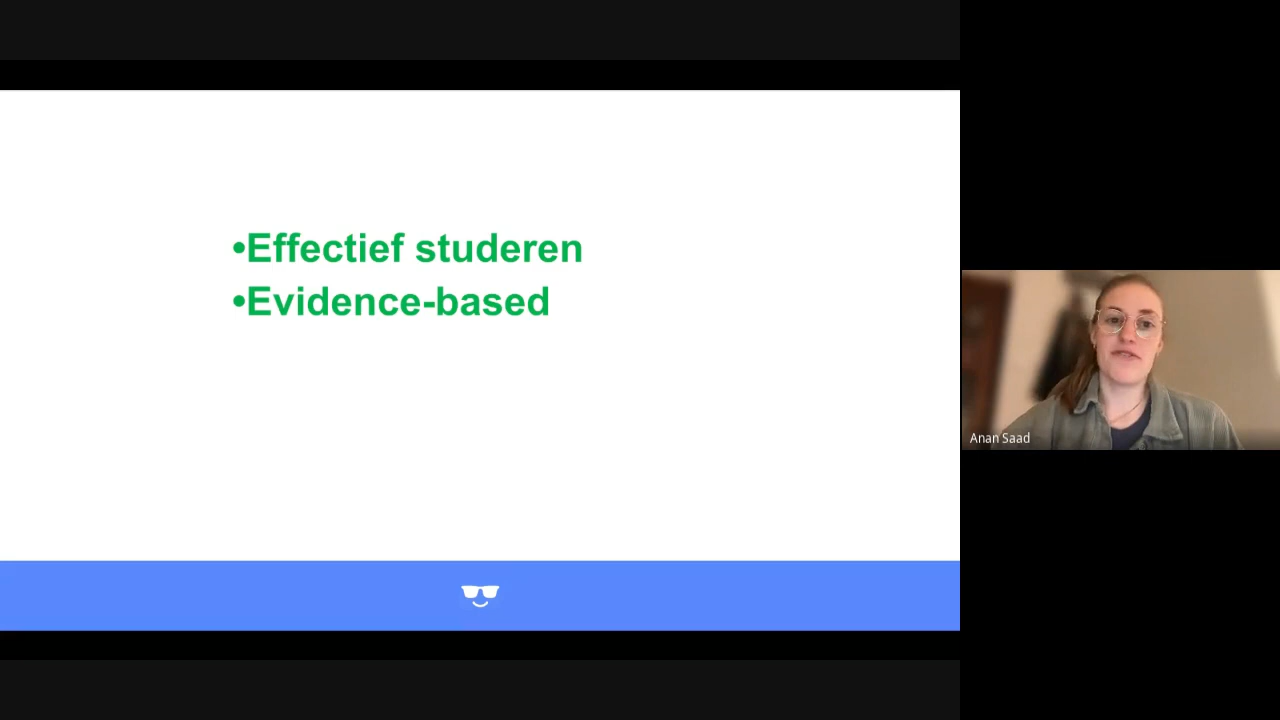 •Effectief studeren
•Evidence-based
Anan Saad